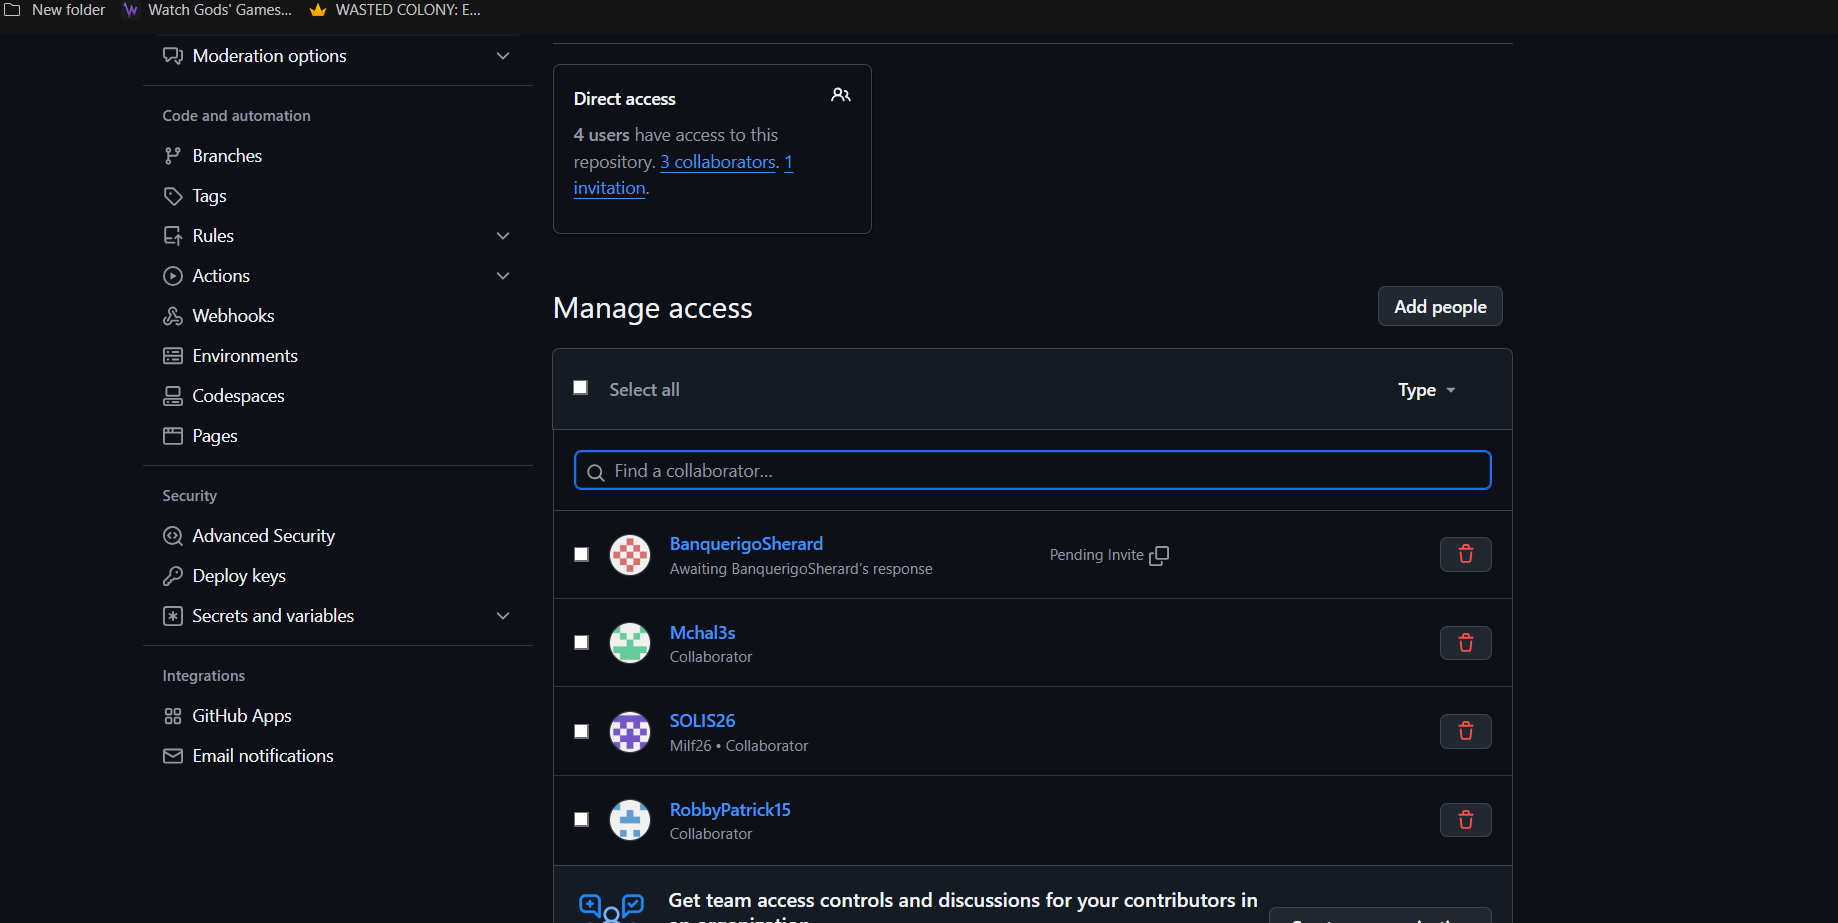 New folder
Watch Gods' Games...
WASTED COLONY: E...
Moderation options
Code and automation
Branches
Tags
Rules
Actions
Webhooks
Environments
Codespaces
Pages
Security
Advanced Security
Deploy keys
Secrets and variables
Integrations
GitHub Apps
Email notifications
Direct access
4 users have access to this
repository. 3 collaborators. 1
invitation.
Manage access
Add people
Select all
Type
Find a collaborator...
BanquerigoSherard
Awaiting BanquerigoSherard's response
Pending Invite
Mchal3s
Collaborator
SOLIS26
Milf26 • Collaborator
RobbyPatrick15
Collaborator
Get team access controls and discussions for your contributors in